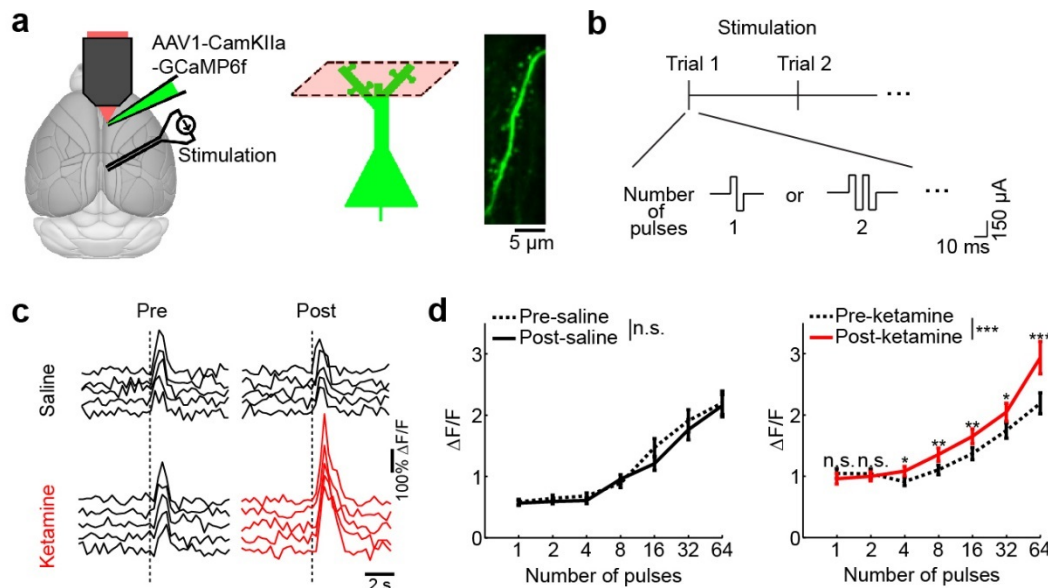 a
AAV1-CamKIIa
-GCaMP6f
Stimulation
5 µm
b
Stimulation
Trial 1
Trial 2
...
Number
of
pulses
1
or
2
...
150 µA
10 ms
c
Pre
Post
Saline
Ketamine
100% ΔF/F
2 s
d
Pre-saline
Post-saline
n.s.
ΔF/F
3
2
1
0
1 2 4 8 16 32 64
Number of pulses
Pre-ketamine
Post-ketamine
***
ΔF/F
3
2
1
0
n.s. n.s. * ** ** * ***
1 2 4 8 16 32 64
Number of pulses